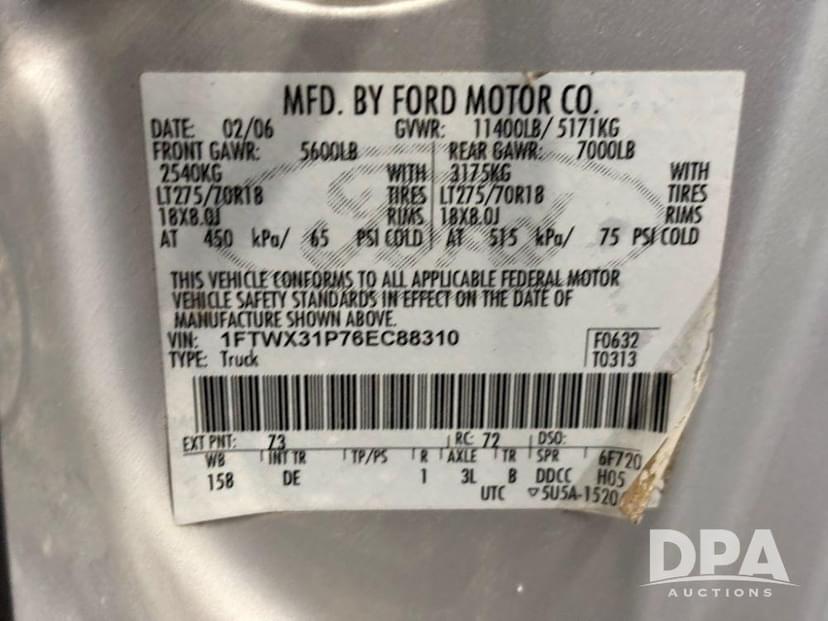 MFD. BY FORD MOTOR CO.
DATE: 02/06 GVWR: 11400LB/ 5171KG
FRONT GAWR: 5600LB REAR GAWR: 7000LB
2540KG WITH 3175KG WITH
LT275/70R18 TIRES LT275/70R18 TIRES
18X8.0J RIMS 18X8.0J RIMS
AT 450 kPa/ 65 PSI COLD AT 515 kPa/ 75 PSI COLD
Ford
THIS VEHICLE CONFORMS TO ALL APPLICABLE FEDERAL MOTOR
VEHICLE SAFETY STANDARDS IN EFFECT ON THE DATE OF
MANUFACTURE SHOWN ABOVE.
VIN: 1FTWX31P76EC88310 F0632
TYPE: Truck T0313
EXT PNT: 73 RC: 72 DSO:
WB INT TR TP/PS R AXLE TR SPR 6F720
158 DE 1 3L B DDCC H05
UTC ▽5U5A-1520
DPA
AUCTIONS